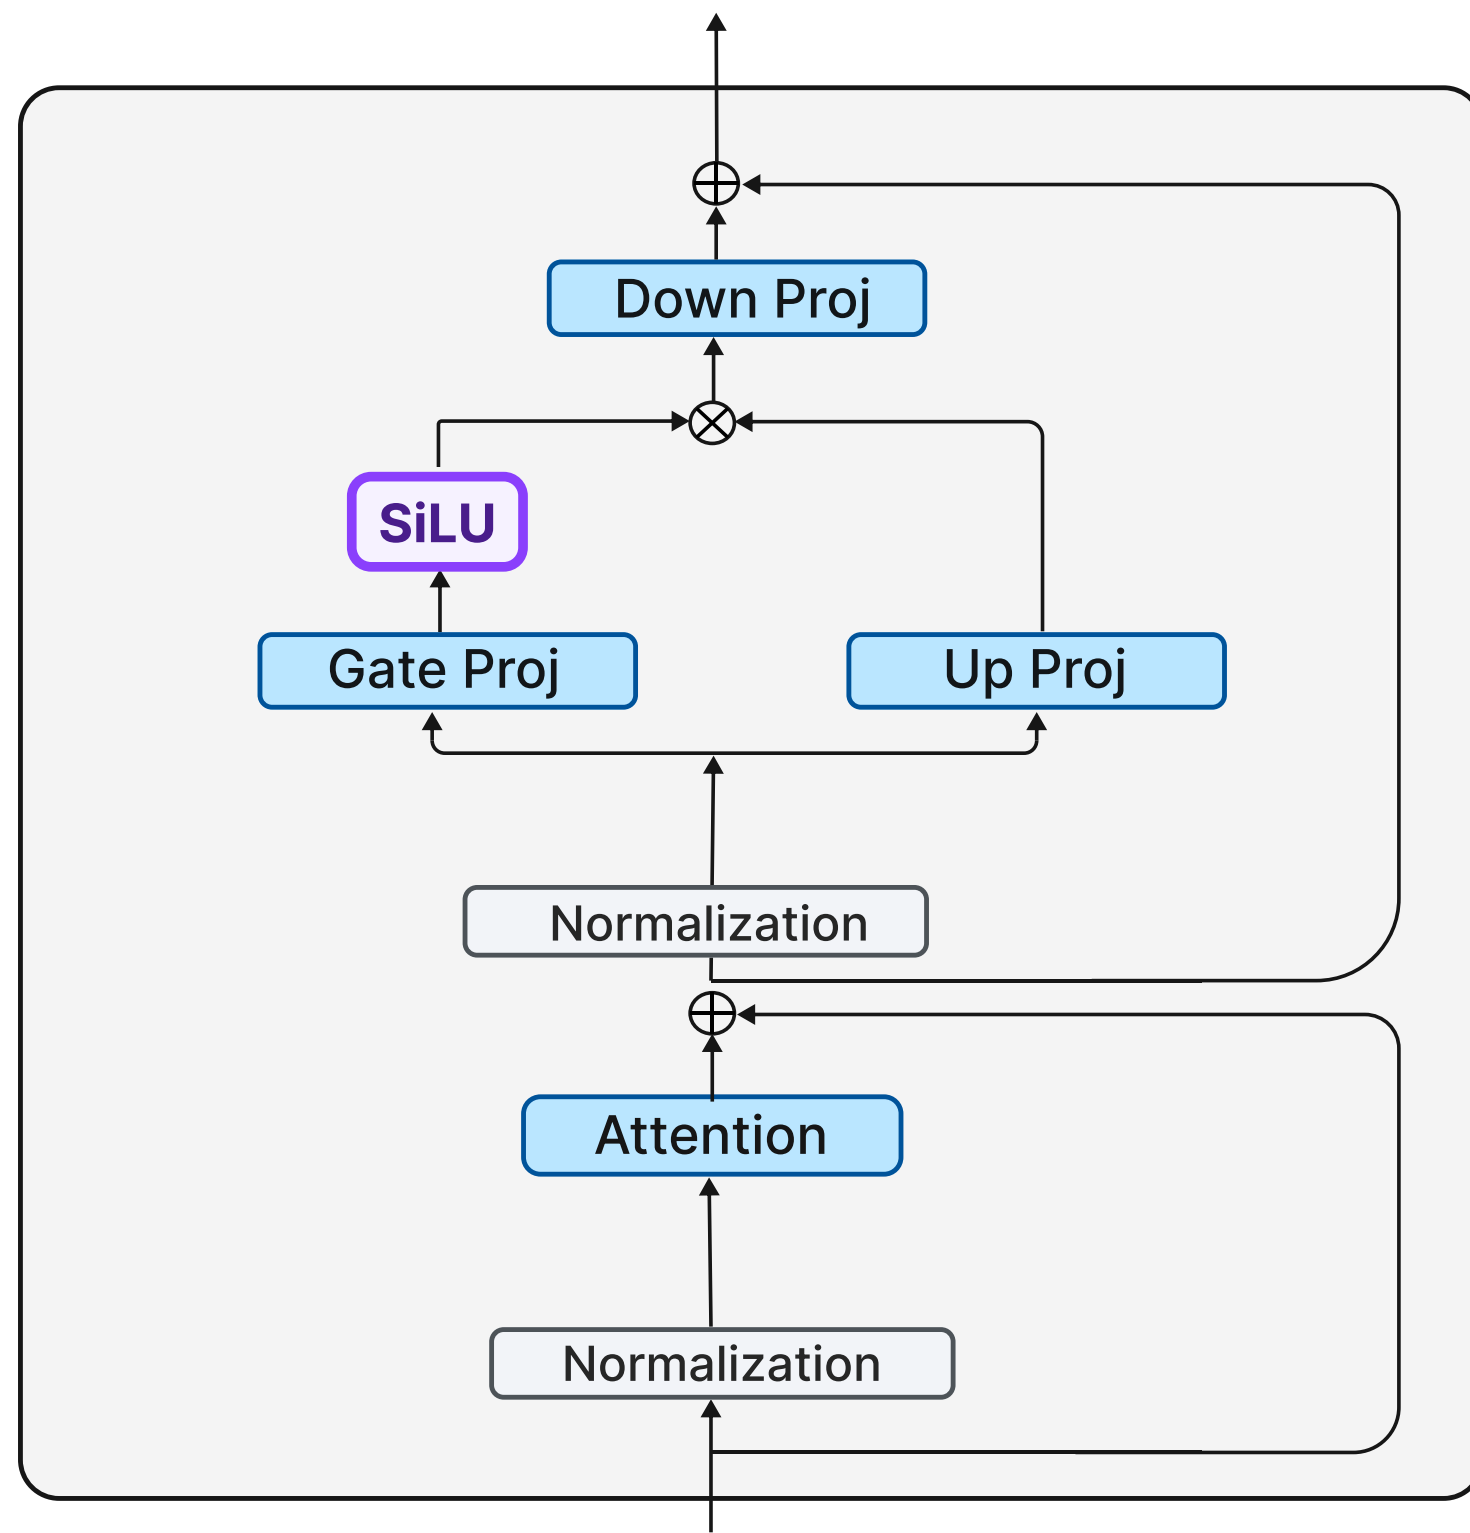 Down Proj
SiLU
Gate Proj
Up Proj
Normalization
Attention
Normalization